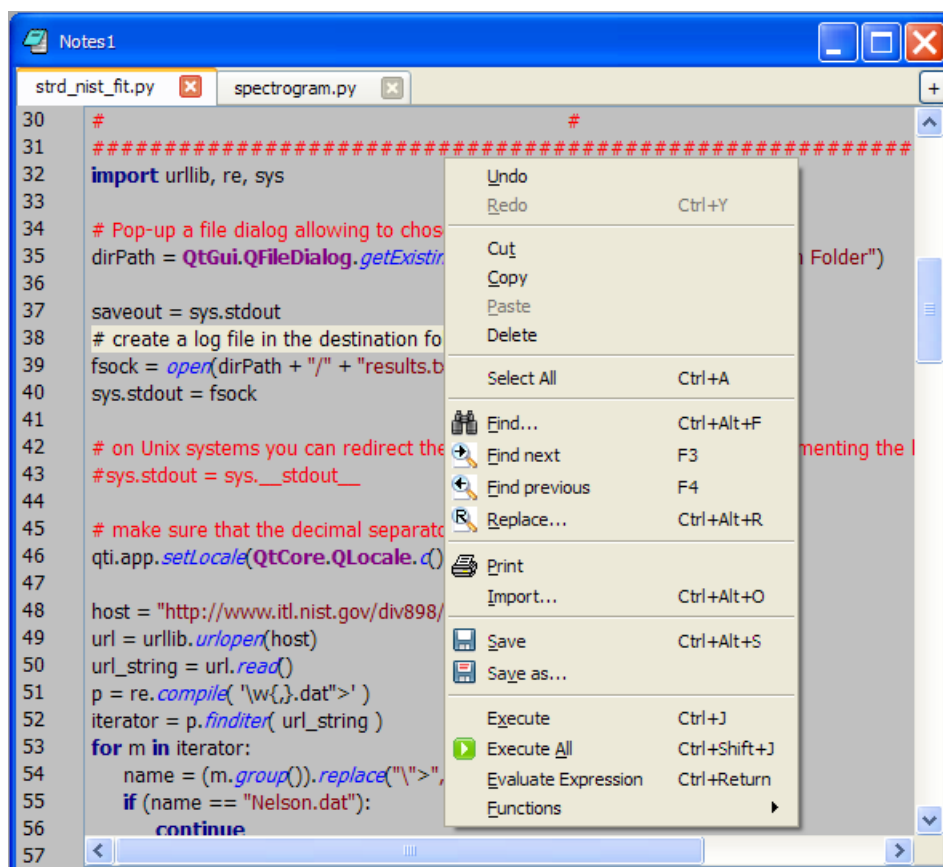 Notes1
strd_nist_fit.py spectrogram.py +
30 # #
31 #########################################################
32 import urllib, re, sys
33
34 # Pop-up a file dialog allowing to chos
35 dirPath = QtGui.QFileDialog.getExistin Folder")
36
37 saveout = sys.stdout
38 # create a log file in the destination fo
39 fsock = open(dirPath + "/" + "results.tx
40 sys.stdout = fsock
41
42 # on Unix systems you can redirect the menting the l
43 #sys.stdout = sys.__stdout__
44
45 # make sure that the decimal separato
46 qti.app.setLocale(QtCore.QLocale.c()
47
48 host = "http://www.itl.nist.gov/div898/
49 url = urllib.urlopen(host)
50 url_string = url.read()
51 p = re.compile( '\w{,}.dat">' )
52 iterator = p.finditer( url_string )
53 for m in iterator:
54 name = (m.group()).replace("\">",
55 if (name == "Nelson.dat"):
56 continue
57
Undo
Redo Ctrl+Y
Cut
Copy
Paste
Delete
Select All Ctrl+A
Find... Ctrl+Alt+F
Find next F3
Find previous F4
Replace... Ctrl+Alt+R
Print
Import... Ctrl+Alt+O
Save Ctrl+Alt+S
Save as...
Execute Ctrl+J
Execute All Ctrl+Shift+J
Evaluate Expression Ctrl+Return
Functions